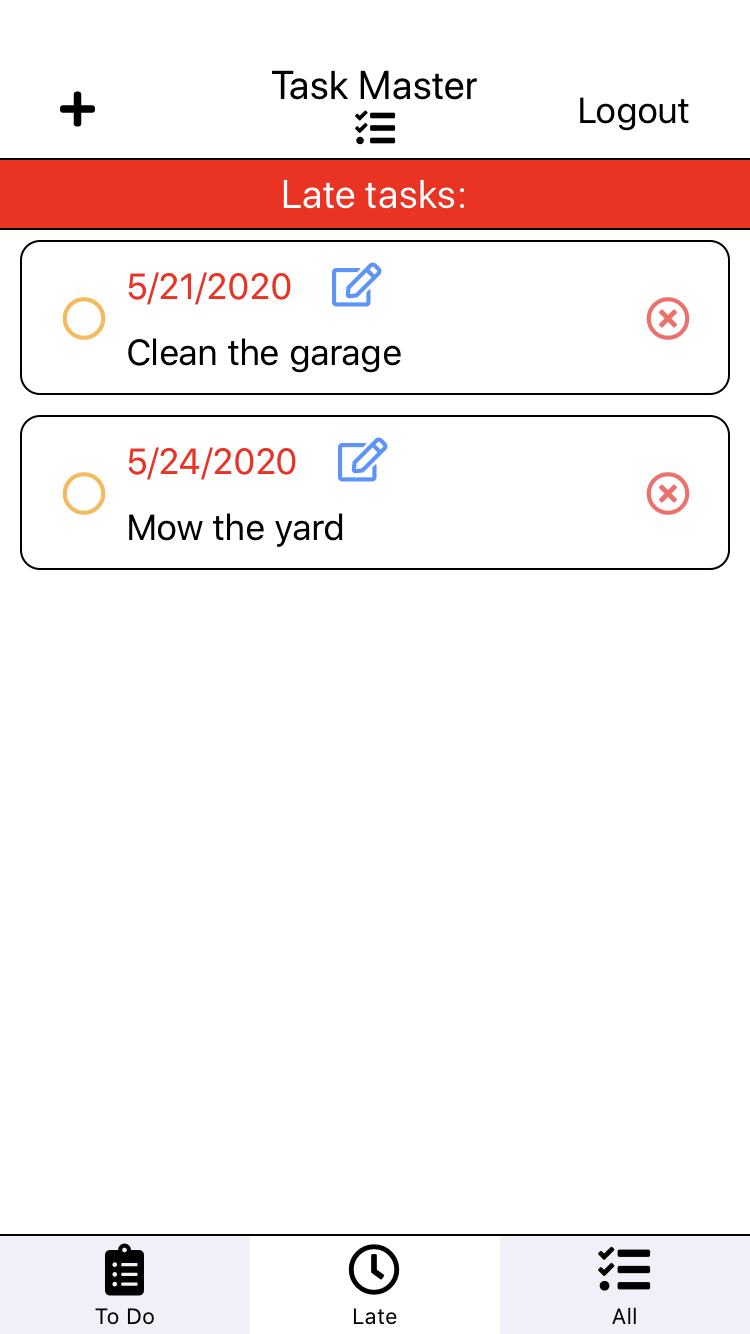 Task Master
Logout
Late tasks:
5/21/2020
Clean the garage
5/24/2020
Mow the yard
To Do
Late
All